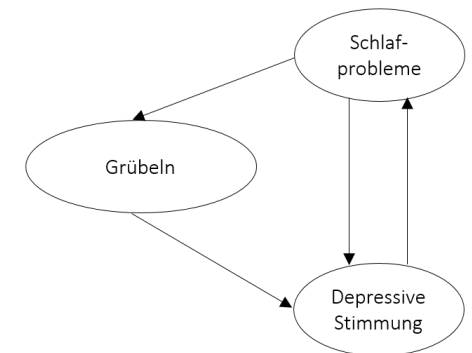 Schlaf-
probleme
Grübeln
Depressive
Stimmung